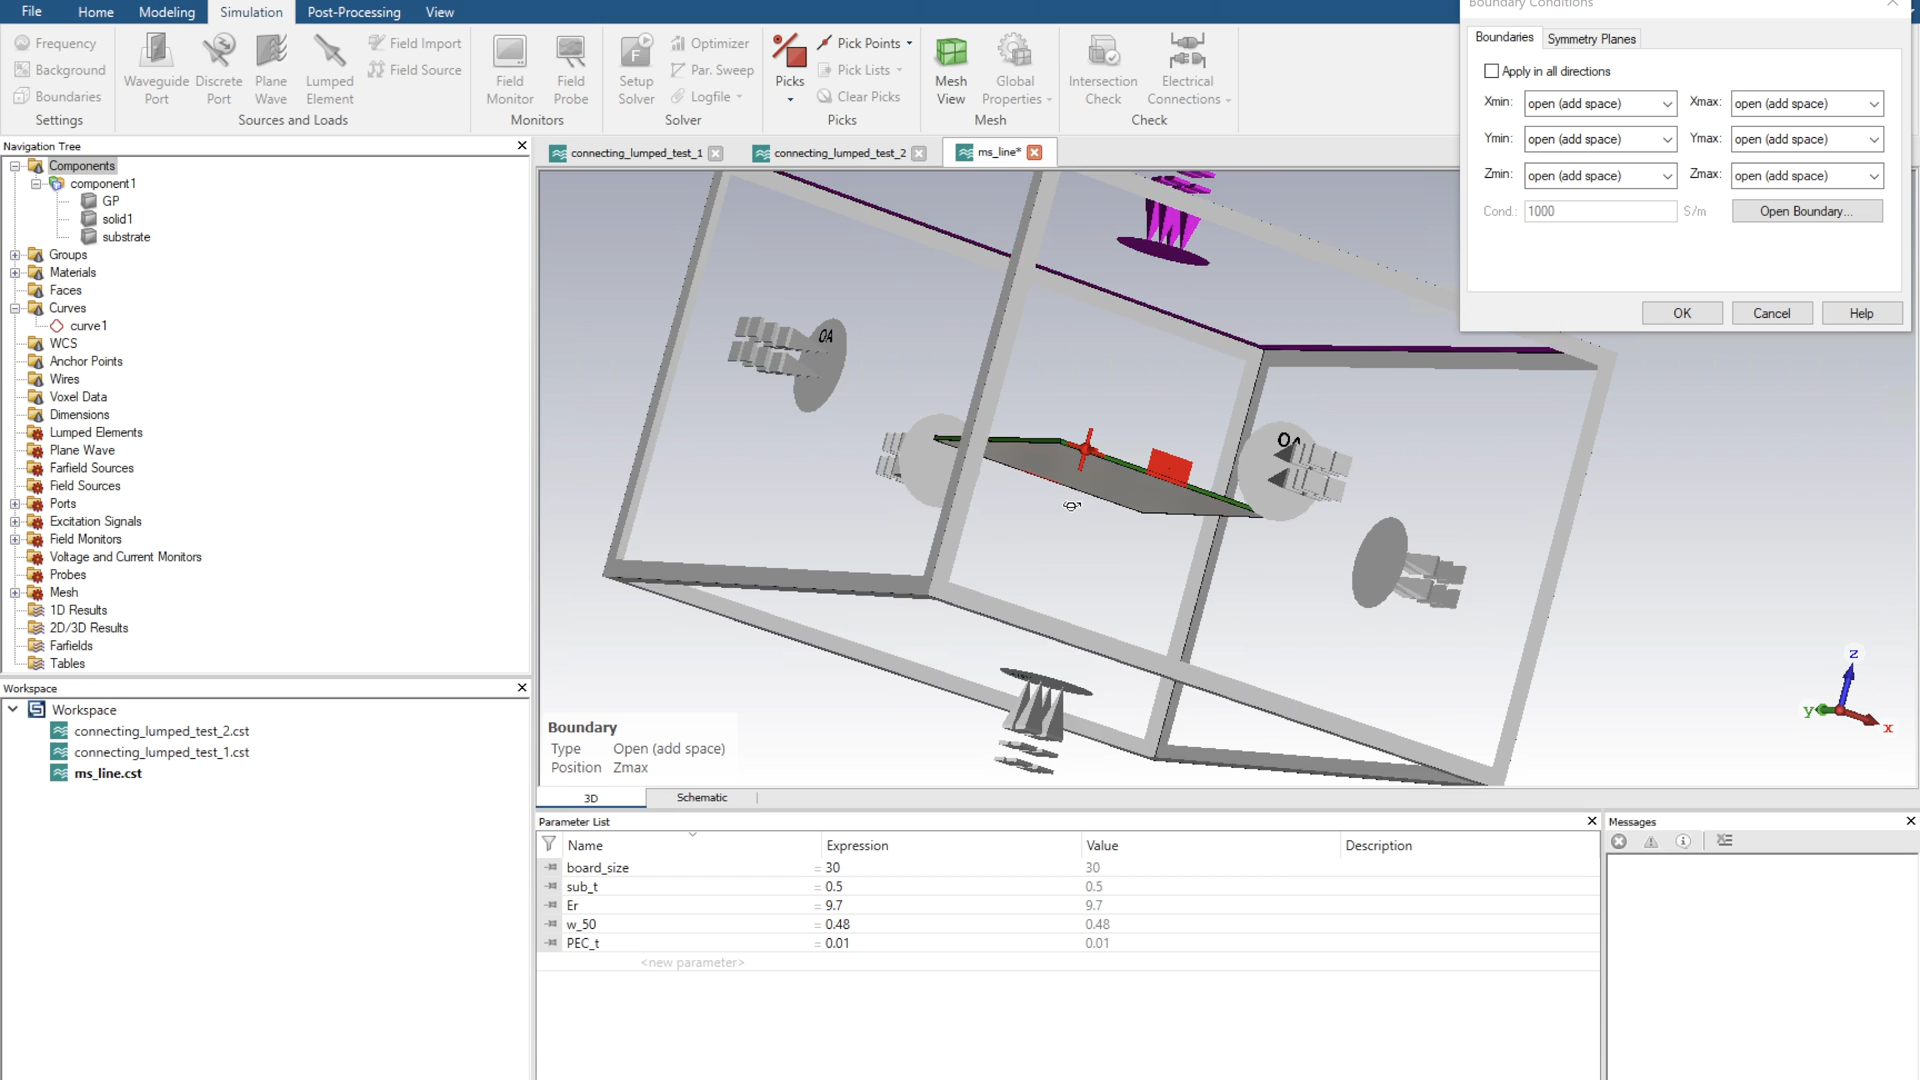 File Home Modeling Simulation Post-Processing View
Frequency
Background
Boundaries
Settings
Waveguide Port
Discrete Port
Plane Wave
Lumped Element
Field Import
Field Source
Sources and Loads
Field Monitor
Field Probe
Monitors
Setup Solver
Optimizer
Par. Sweep
Logfile
Solver
Picks
Pick Points
Pick Lists
Clear Picks
Picks
Mesh View
Global Properties
Mesh
Intersection Check
Electrical Connections
Check
Boundary Conditions
Boundaries Symmetry Planes
Apply in all directions
Xmin: open (add space) Xmax: open (add space)
Ymin: open (add space) Ymax: open (add space)
Zmin: open (add space) Zmax: open (add space)
Cond.: 1000 S/m Open Boundary...
OK Cancel Help
Navigation Tree
Components
component1
GP
solid1
substrate
Groups
Materials
Faces
Curves
curve1
WCS
Anchor Points
Wires
Voxel Data
Dimensions
Lumped Elements
Plane Wave
Farfield Sources
Field Sources
Ports
Excitation Signals
Field Monitors
Voltage and Current Monitors
Probes
Mesh
1D Results
2D/3D Results
Farfields
Tables
Workspace
Workspace
connecting_lumped_test_2.cst
connecting_lumped_test_1.cst
ms_line.cst
connecting_lumped_test_1 connecting_lumped_test_2 ms_line*
OA
OA
z
y
x
Boundary
Type Open (add space)
Position Zmax
3D Schematic
Parameter List
Name Expression Value Description
board_size = 30 30
sub_t = 0.5 0.5
Er = 9.7 9.7
w_50 = 0.48 0.48
PEC_t = 0.01 0.01
<new parameter>
Messages